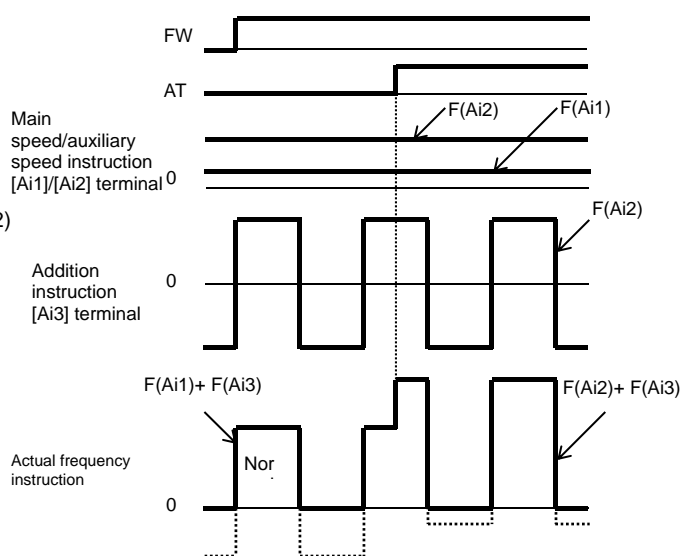 FW
AT
F(Ai2)
F(Ai1)
Main
speed/auxiliary
speed instruction
[Ai1]/[Ai2] terminal
0
2)
F(Ai2)
Addition
instruction
[Ai3] terminal
0
F(Ai1)+ F(Ai3)
F(Ai2)+ F(Ai3)
Actual frequency
instruction
Nor
0